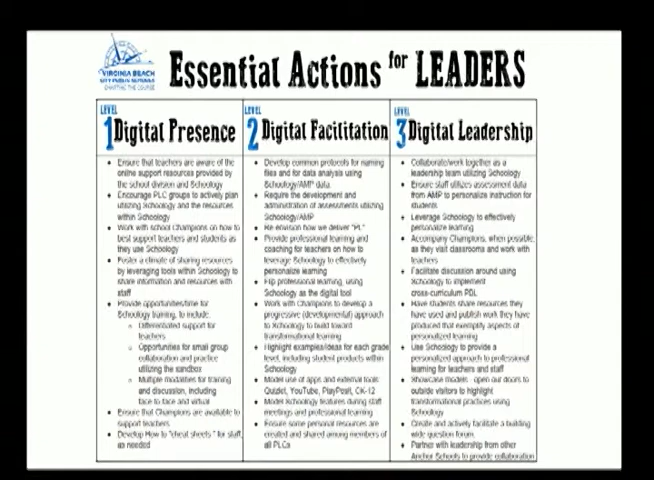 VIRGINIA BEACH
CITY PUBLIC SCHOOLS
CHARTING THE COURSE
Essential Actions for LEADERS
LEVEL
1 Digital Presence
• Ensure that teachers are aware of the
online support resources provided by
the school division and Schoology
• Encourage PLC groups to actively plan
utilizing Schoology and the resources
within Schoology
• Work with school Champions on how to
best support teachers and students as
they use Schoology
• Foster a climate of sharing resources
by leveraging tools within Schoology to
share information and resources with
staff
• Provide opportunities/time for
Schoology training, to include:
o Differentiated support for
teachers
o Opportunities for small group
collaboration and practice
utilizing the sandbox
o Multiple modalities for training
and discussion, including
face to face and virtual
• Ensure that Champions are available to
support teachers
• Develop How to "cheat sheets" for staff,
as needed
LEVEL
2 Digital Facilitation
• Develop common protocols for naming
files and for data analysis using
Schoology/AMP data
• Require the development and
administration of assessments utilizing
Schoology/AMP
• Re envision how we deliver "PL"
• Provide professional learning and
coaching for teachers on how to
leverage Schoology to effectively
personalize learning
• Flip professional learning, using
Schoology as the digital tool
• Work with Champions to develop a
progressive (developmental) approach
to Schoology to build toward
transformational learning
• Highlight examples/ideas for each grade
level, including student products within
Schoology
• Model use of apps and external tools:
Quizlet, YouTube, PlayPosit, CK-12
• Model Schoology features during staff
meetings and professional learning
• Ensure some personal resources are
created and shared among members of
all PLCs
LEVEL
3 Digital Leadership
• Collaborate/work together as a
leadership team utilizing Schoology
• Ensure staff utilizes assessment data
from AMP to personalize instruction for
students
• Leverage Schoology to effectively
personalize learning
• Accompany Champions, when possible,
as they visit classrooms and work with
teachers
• Facilitate discussion around using
Schoology to implement
cross-curriculum PBL
• Have students share resources they
have used and publish work they have
produced that exemplify aspects of
personalized learning
• Use Schoology to provide a
personalized approach to professional
learning for teachers and staff
• Showcase models - open our doors to
outside visitors to highlight
transformational practices using
Schoology
• Create and actively facilitate a building
wide question forum
• Partner with leadership from other
Anchor Schools to provide collaboration